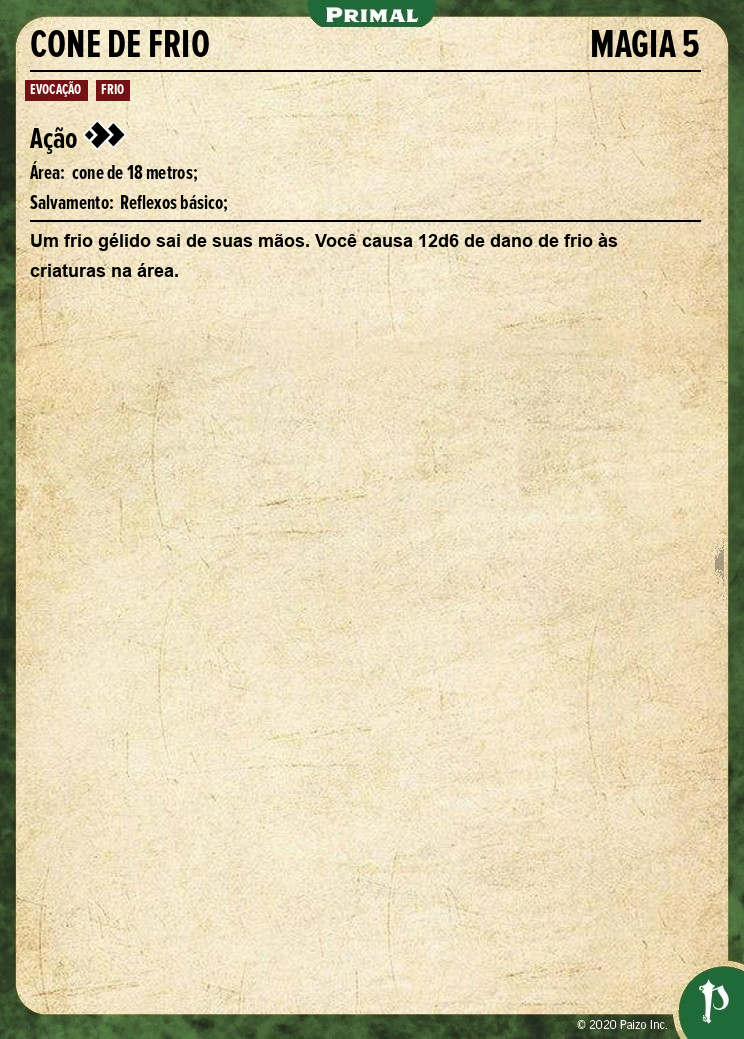 PRIMAL
CONE DE FRIO MAGIA 5
EVOCAÇÃO FRIO
Ação
Área: cone de 18 metros;
Salvamento: Reflexos básico;
Um frio gélido sai de suas mãos. Você causa 12d6 de dano de frio às
criaturas na área.
© 2020 Paizo Inc.